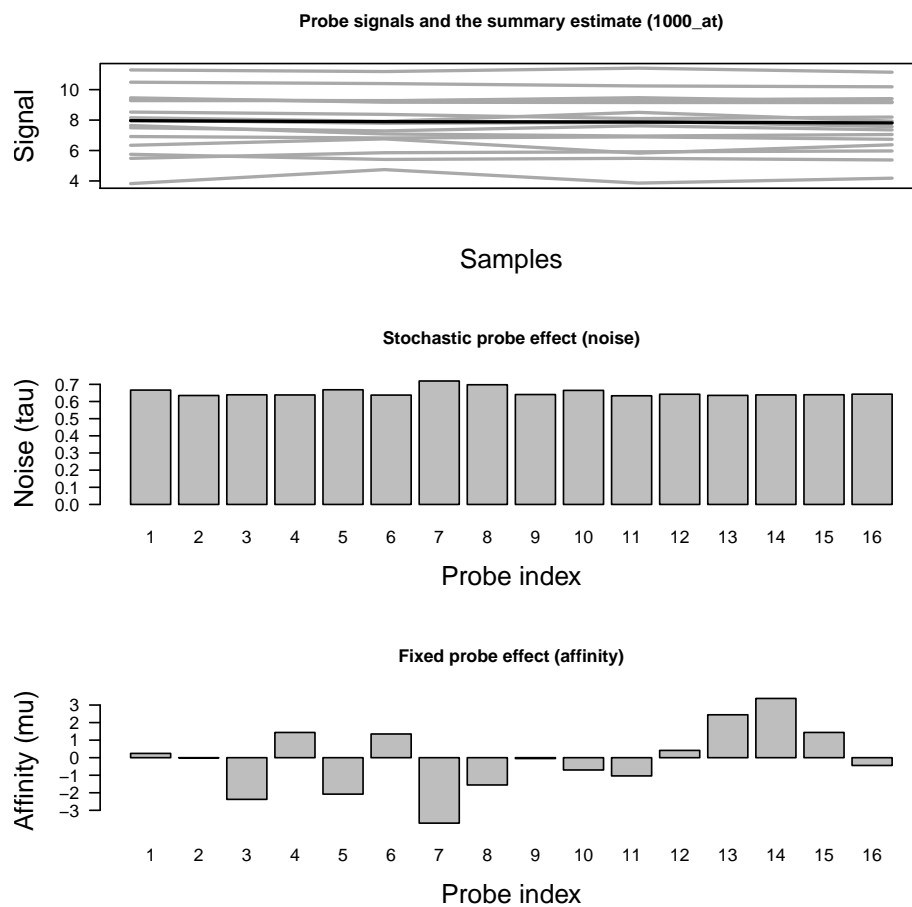 Probe signals and the summary estimate (1000_at)
Signal
10
8
6
4
Samples
Stochastic probe effect (noise)
Noise (tau)
0.7
0.6
0.5
0.4
0.3
0.2
0.1
0.0
1 2 3 4 5 6 7 8 9 10 11 12 13 14 15 16
Probe index
Fixed probe effect (affinity)
Affinity (mu)
3
2
1
0
−1
−2
−3
1 2 3 4 5 6 7 8 9 10 11 12 13 14 15 16
Probe index